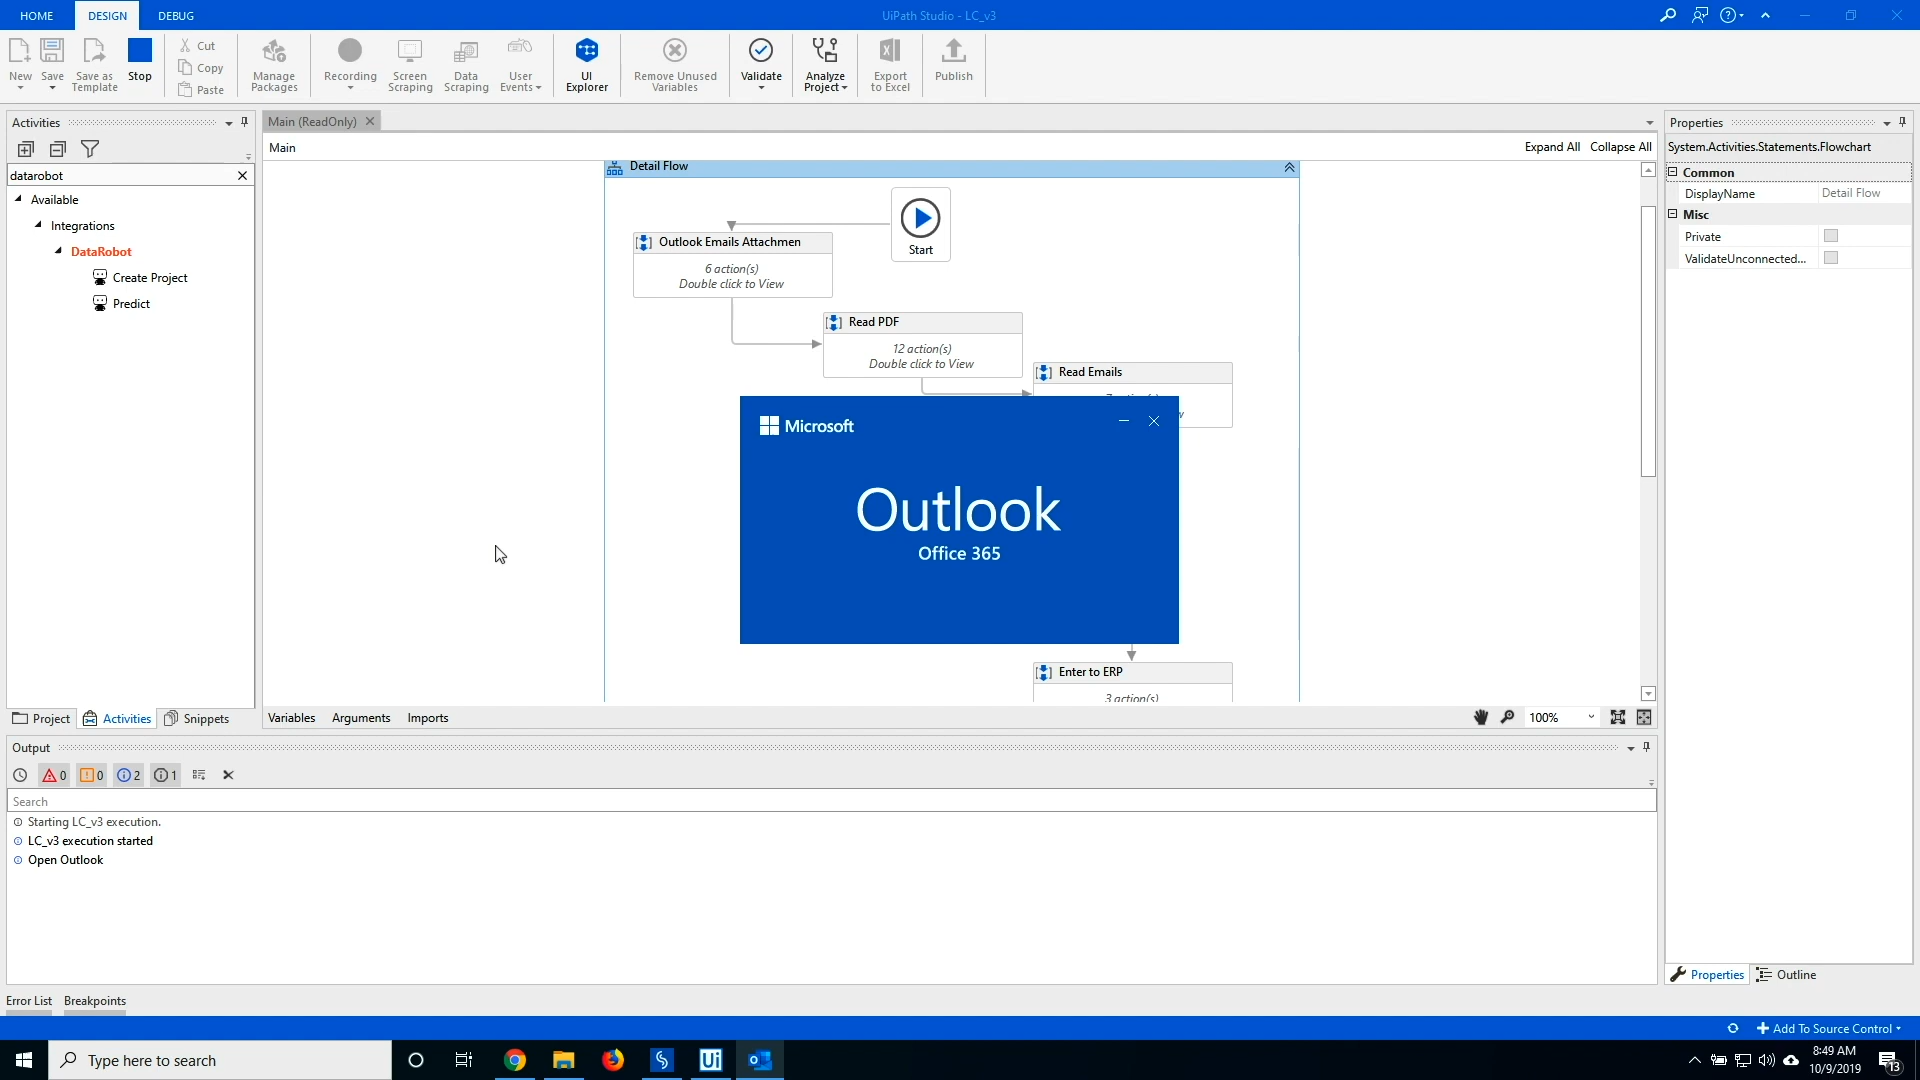 HOME DESIGN DEBUG UiPath Studio - LC_v3
New Save Save as Template Stop Cut Copy Paste Manage Packages Recording Screen Scraping Data Scraping User Events UI Explorer Remove Unused Variables Validate Analyze Project Export to Excel Publish
Activities
datarobot
Available
Integrations
DataRobot
Create Project
Predict
Project Activities Snippets
Main (ReadOnly)
Main Expand All Collapse All
Detail Flow
Start
Outlook Emails Attachmen
6 action(s)
Double click to View
Read PDF
12 action(s)
Double click to View
Read Emails
Microsoft
Outlook
Office 365
Enter to ERP
3 action(s)
Variables Arguments Imports 100%
Properties
System.Activities.Statements.Flowchart
Common
DisplayName Detail Flow
Misc
Private
ValidateUnconnected...
Properties Outline
Output
0 0 2 1
Search
Starting LC_v3 execution.
LC_v3 execution started
Open Outlook
Error List Breakpoints
Add To Source Control
Type here to search
8:49 AM
10/9/2019
13